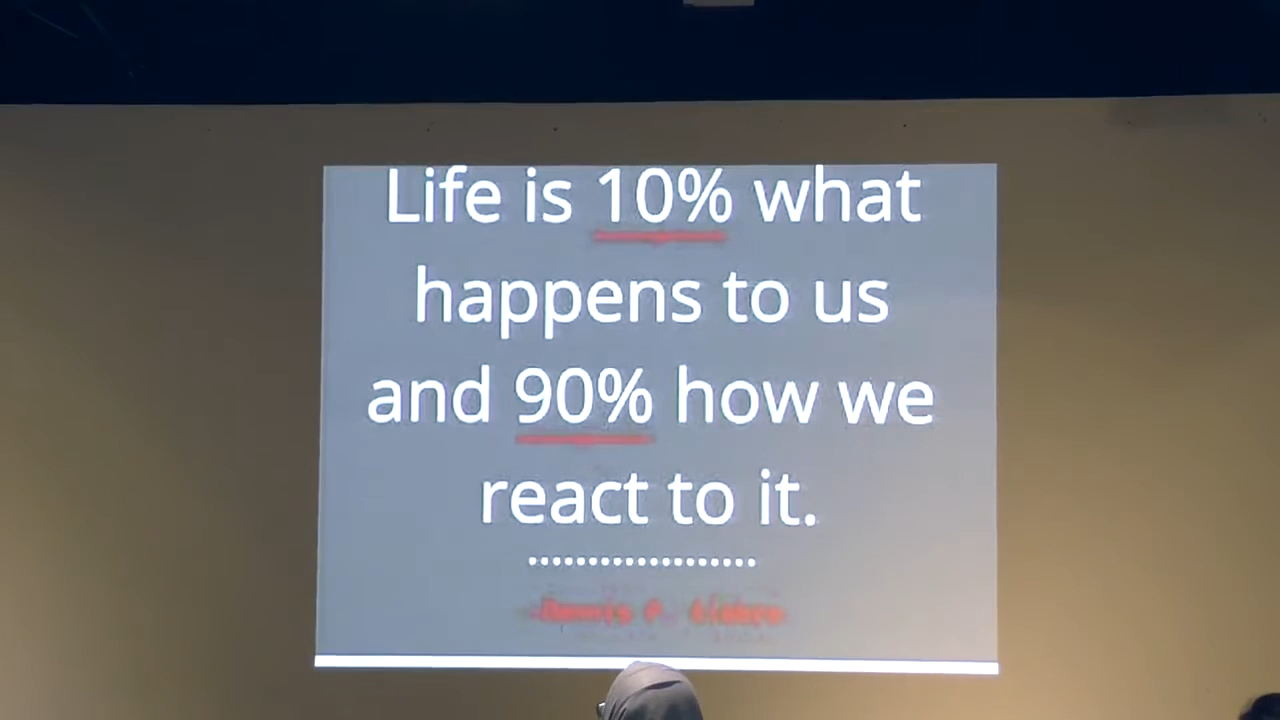 Life is 10% what
happens to us
and 90% how we
react to it.